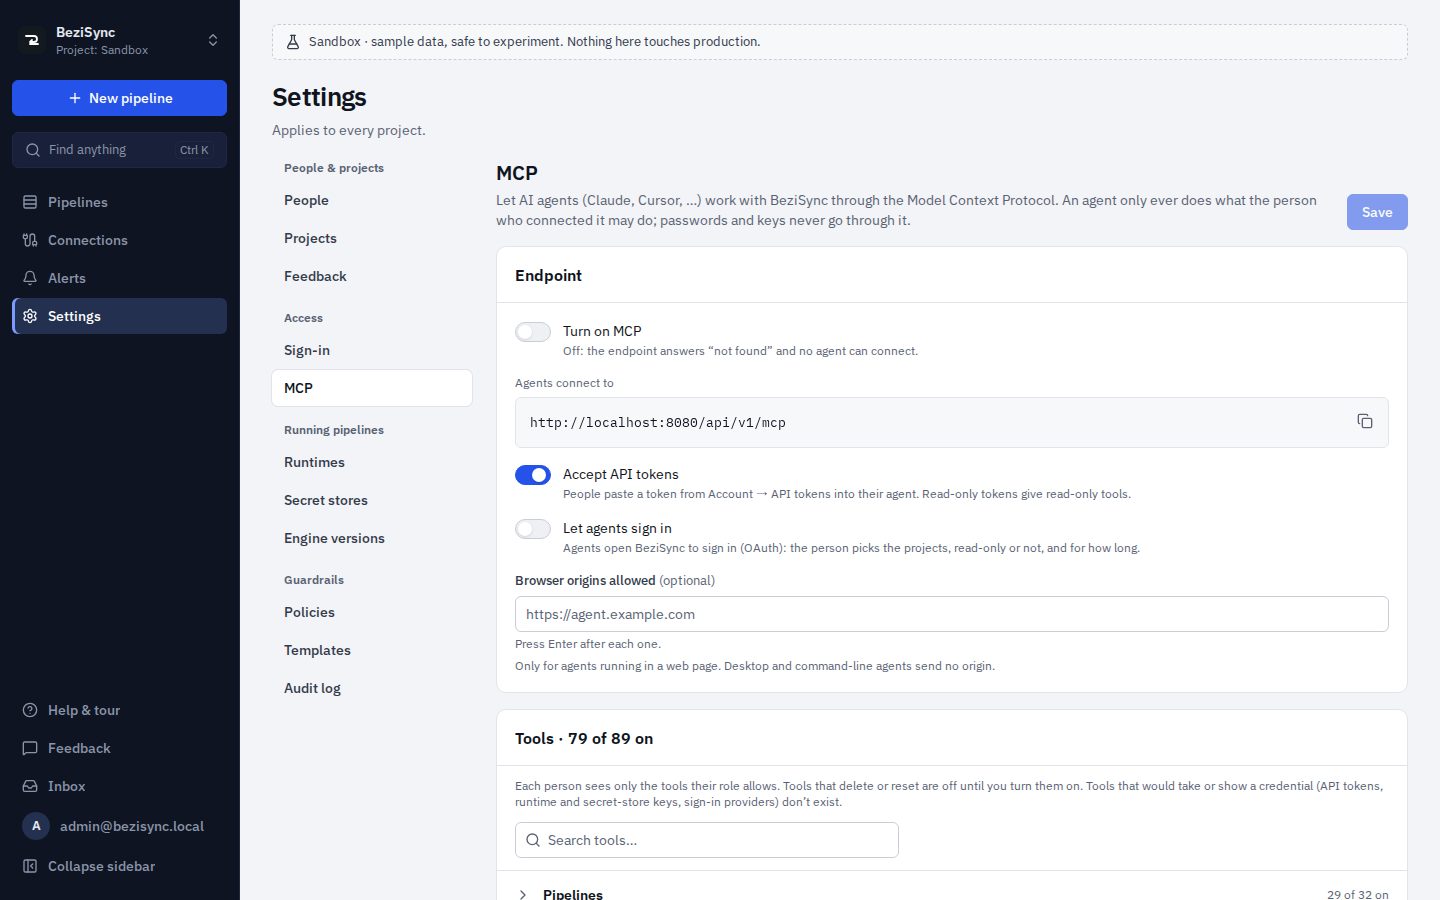 BeziSync
Project: Sandbox
New pipeline
Find anything
Ctrl K
Pipelines
Connections
Alerts
Settings
Help & tour
Feedback
Inbox
A
admin@bezisync.local
Collapse sidebar
Sandbox · sample data, safe to experiment. Nothing here touches production.
Settings
Applies to every project.
People & projects
People
Projects
Feedback
Access
Sign-in
MCP
Running pipelines
Runtimes
Secret stores
Engine versions
Guardrails
Policies
Templates
Audit log
MCP
Let AI agents (Claude, Cursor, …) work with BeziSync through the Model Context Protocol. An agent only ever does what the person
who connected it may do; passwords and keys never go through it.
Save
Endpoint
Turn on MCP
Off: the endpoint answers “not found” and no agent can connect.
Agents connect to
http://localhost:8080/api/v1/mcp
Accept API tokens
People paste a token from Account → API tokens into their agent. Read-only tokens give read-only tools.
Let agents sign in
Agents open BeziSync to sign in (OAuth): the person picks the projects, read-only or not, and for how long.
Browser origins allowed (optional)
https://agent.example.com
Press Enter after each one.
Only for agents running in a web page. Desktop and command-line agents send no origin.
Tools · 79 of 89 on
Each person sees only the tools their role allows. Tools that delete or reset are off until you turn them on. Tools that would take or show a credential (API tokens,
runtime and secret-store keys, sign-in providers) don’t exist.
Search tools…
Pipelines
29 of 32 on